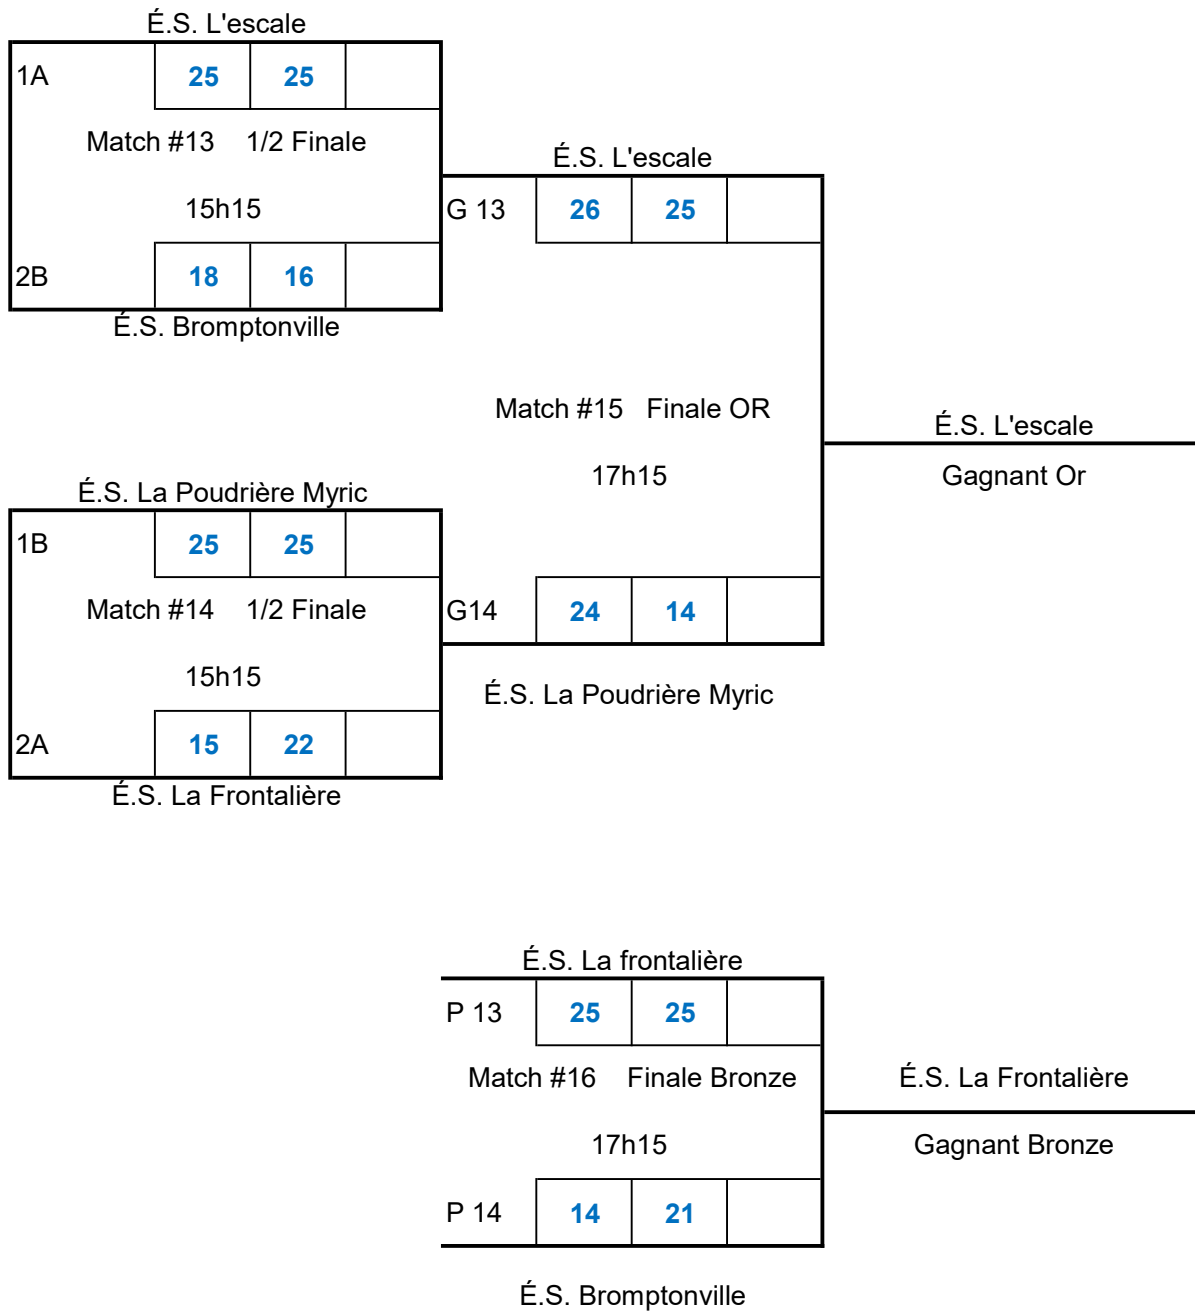 É.S. L'escale
1A 25 25
Match #13 1/2 Finale
15h15
2B 18 16
É.S. Bromptonville
É.S. L'escale
G 13 26 25
Match #15 Finale OR
17h15
É.S. L'escale
Gagnant Or
É.S. La Poudrière Myric
1B 25 25
Match #14 1/2 Finale
15h15
2A 15 22
É.S. La Frontalière
G14 24 14
É.S. La Poudrière Myric
É.S. La frontalière
P 13 25 25
Match #16 Finale Bronze
17h15
P 14 14 21
É.S. Bromptonville
É.S. La Frontalière
Gagnant Bronze